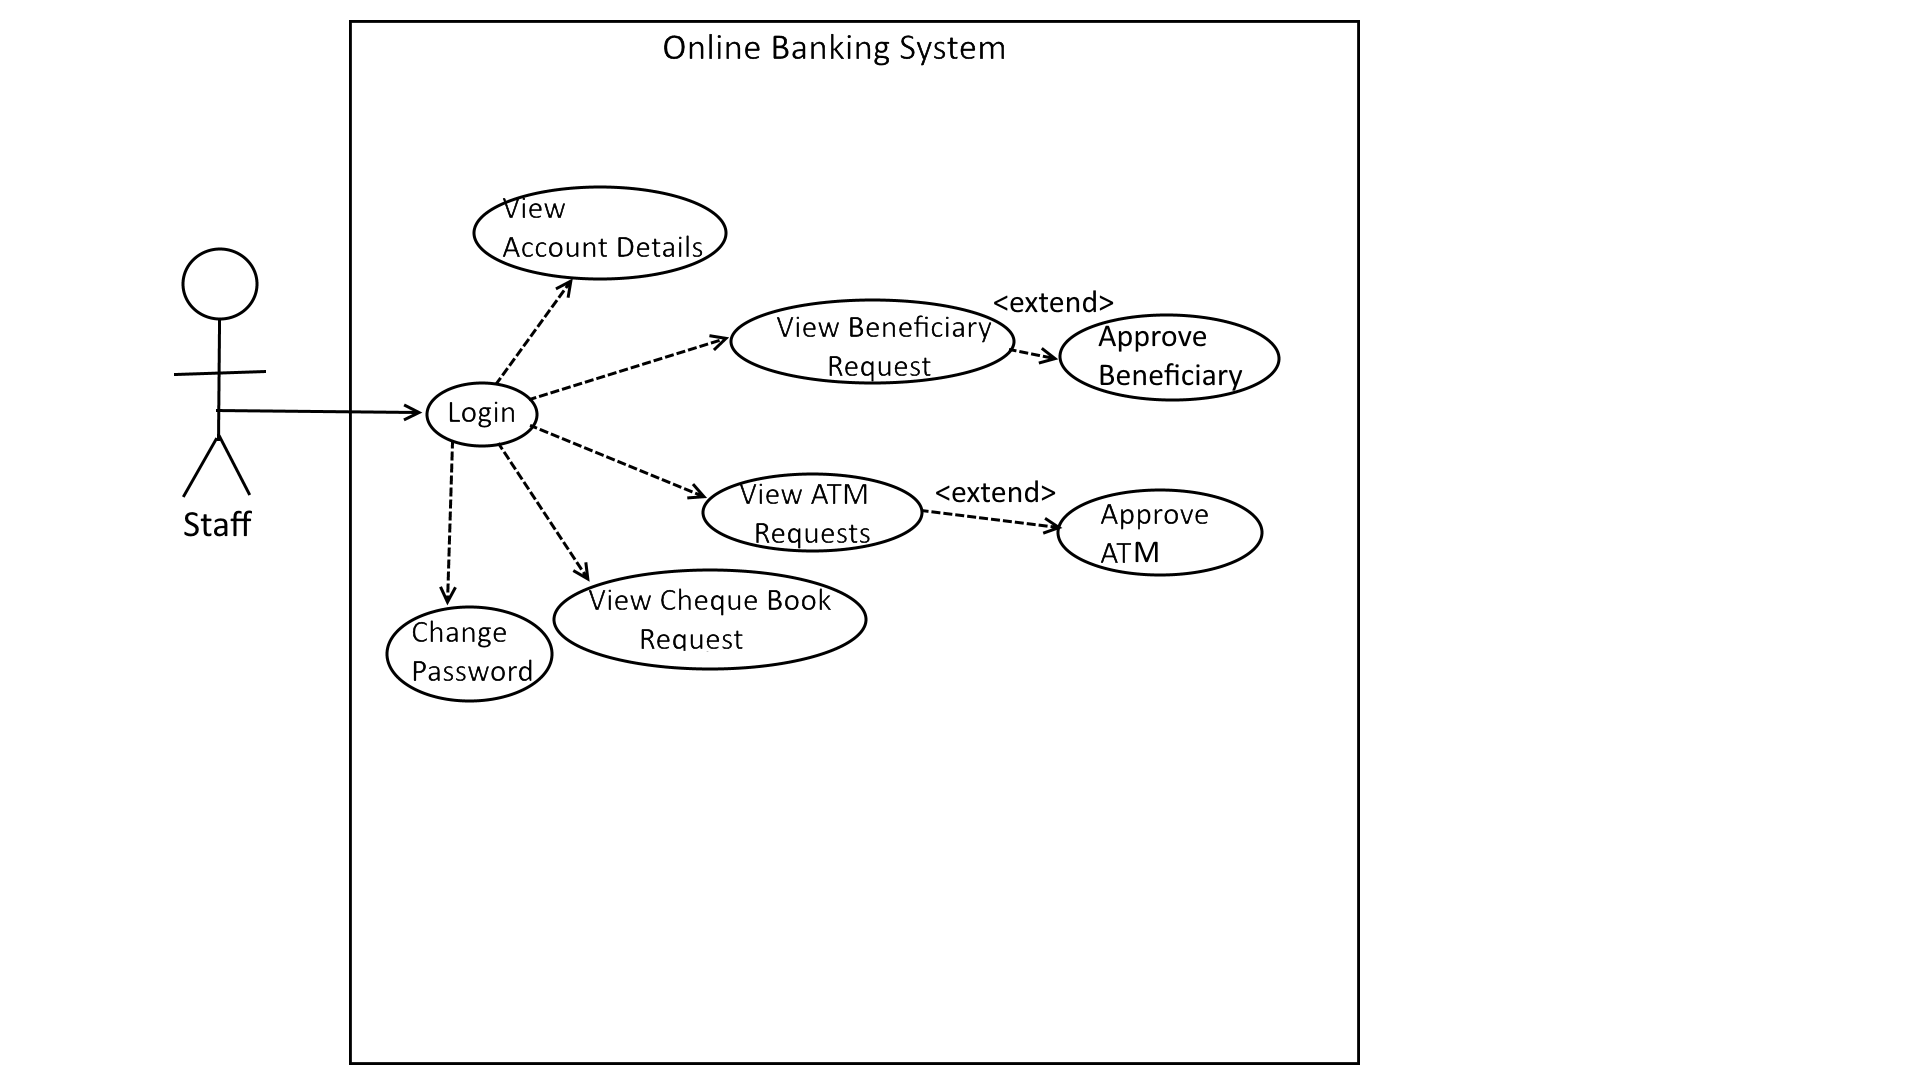 Online Banking System
View
Account Details
<extend>
View Beneficiary
Request
Approve
Beneficiary
Login
View ATM
Requests
<extend>
Approve
ATM
Staff
View Cheque Book
Request
Change
Password